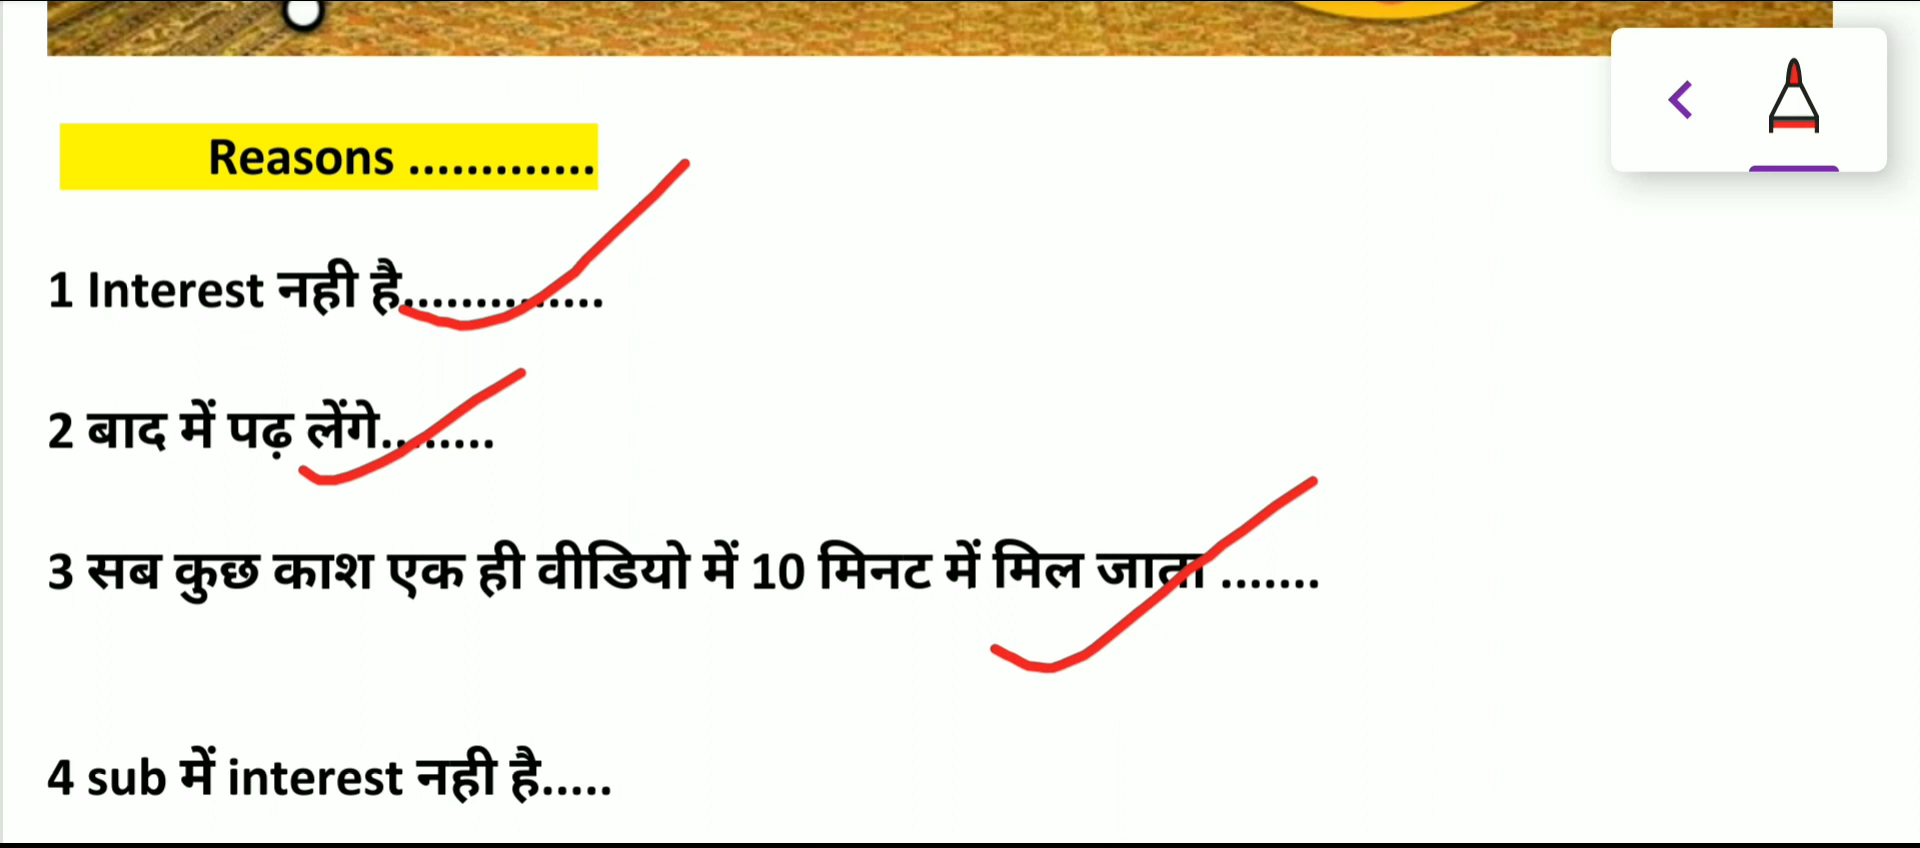 Reasons .............
1 Interest नही है..............
2 बाद में पढ़ लेंगे........
3 सब कुछ काश एक ही वीडियो में 10 मिनट में मिल जाता .......
4 sub में interest नही है.....